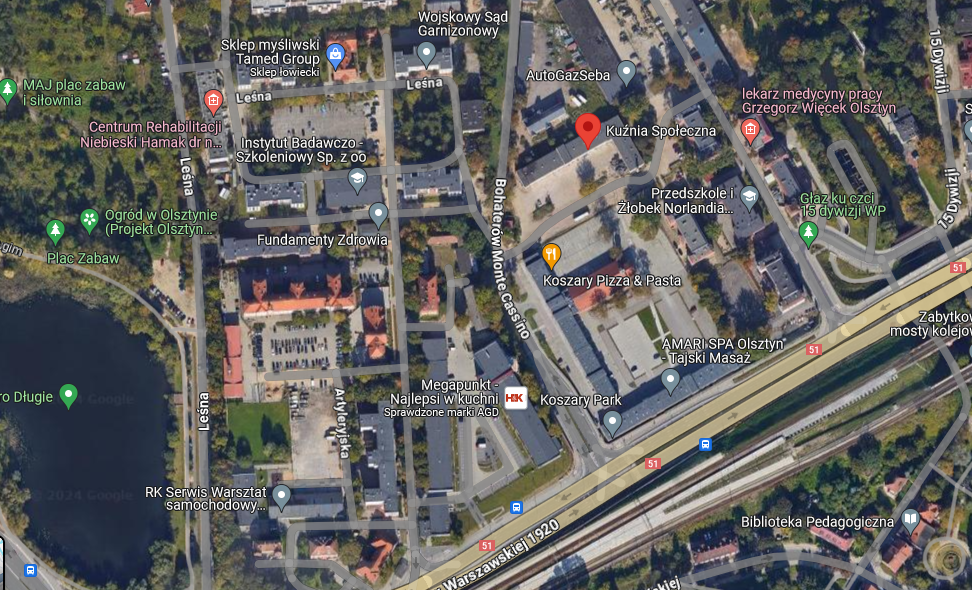 Wojskowy Sąd
Garnizonowy
Sklep myśliwski
Tamed Group
Sklep łowiecki
15 Dywizji
AutoGazSeba
MAJ plac zabaw
i siłownia
Leśna
Leśna
lekarz medycyny pracy
Grzegorz Więcek Olsztyn
Centrum Rehabilitacji
Niebieski Hamak dr n...
Kuźnia Społeczna
Instytut Badawczo -
Szkoleniowy Sp. z oo
Leśna
Bohaterów Monte Cassino
Przedszkole i
Żłobek Norlandia...
Głaz ku czci
15 dywizji WP
15 Dywizji
Ogród w Olsztynie
(Projekt Olsztyn...
Plac Zabaw
Fundamenty Zdrowia
51
Koszary Pizza & Pasta
Zabytkow
mosty kolejow
AMARI SPA Olsztyn
Tajski Masaż
51
Megapunkt -
Najlepsi w kuchni
Sprawdzone marki AGD
H&K
Koszary Park
ro Długie
Leśna
Artyleryjska
51
RK Serwis Warsztat
samochodowy...
© 2024 Google
Biblioteka Pedagogiczna
51
Warszawskiej 1920